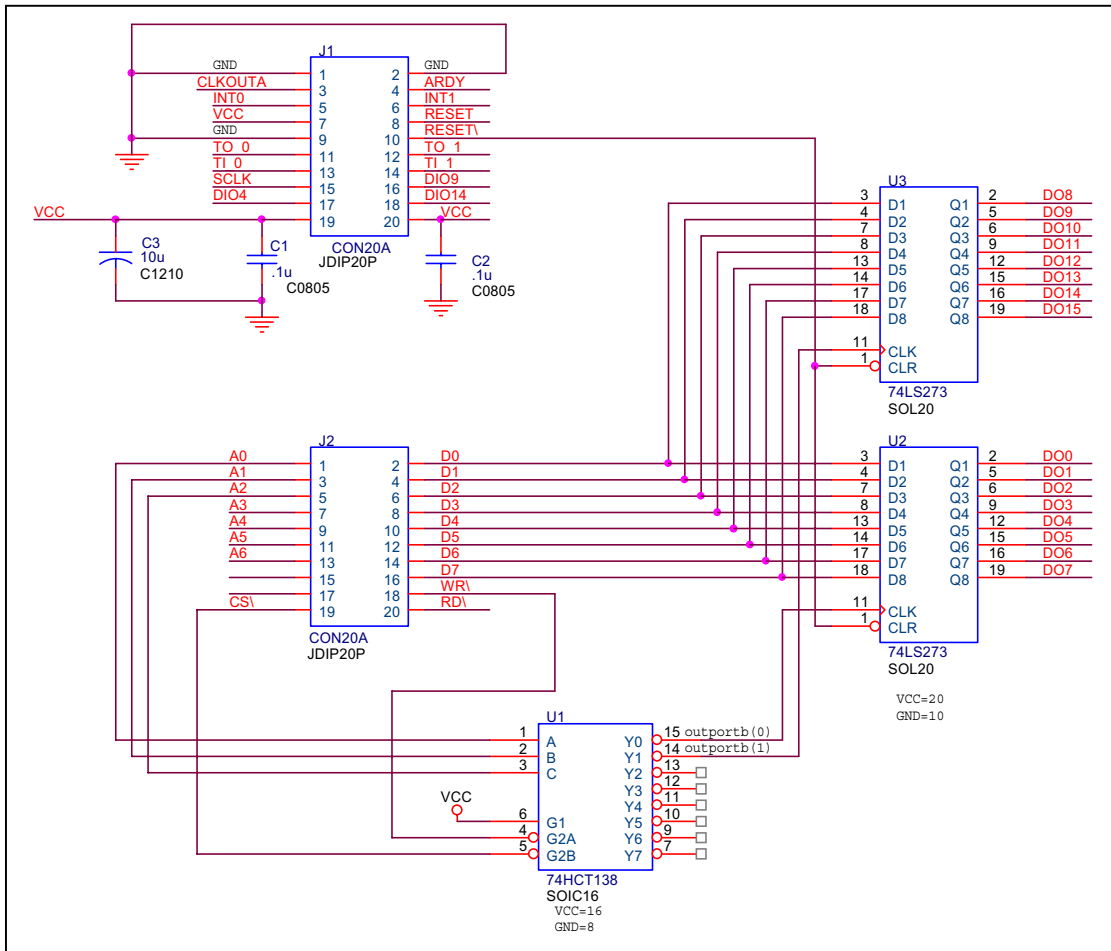 J1
GND 1 2 GND
CLKOUTA 3 4 ARDY
INT0 5 6 INT1
VCC 7 8 RESET
GND 9 10 RESET\
TO_0 11 12 TO_1
TI_0 13 14 TI_1
SCLK 15 16 DIO9
DIO4 17 18 DIO14
VCC 19 20 VCC
CON20A
JDIP20P
C3
10u
C1210
C1
.1u
C0805
C2
.1u
C0805
U3
3 D1 Q1 2 DO8
4 D2 Q2 5 DO9
7 D3 Q3 6 DO10
8 D4 Q4 9 DO11
13 D5 Q5 12 DO12
14 D6 Q6 15 DO13
17 D7 Q7 16 DO14
18 D8 Q8 19 DO15
11 CLK
1 CLR
74LS273
SOL20
J2
A0 1 2 D0
A1 3 4 D1
A2 5 6 D2
A3 7 8 D3
A4 9 10 D4
A5 11 12 D5
A6 13 14 D6
15 16 D7
17 18 WR\
CS\ 19 20 RD\
CON20A
JDIP20P
U2
3 D1 Q1 2 DO0
4 D2 Q2 5 DO1
7 D3 Q3 6 DO2
8 D4 Q4 9 DO3
13 D5 Q5 12 DO4
14 D6 Q6 15 DO5
17 D7 Q7 16 DO6
18 D8 Q8 19 DO7
11 CLK
1 CLR
74LS273
SOL20
VCC=20
GND=10
U1
1 A Y0 15 outportb(0)
2 B Y1 14 outportb(1)
3 C Y2 13
Y3 12
Y4 11
VCC
6 G1 Y5 10
4 G2A Y6 9
5 G2B Y7 7
74HCT138
SOIC16
VCC=16
GND=8